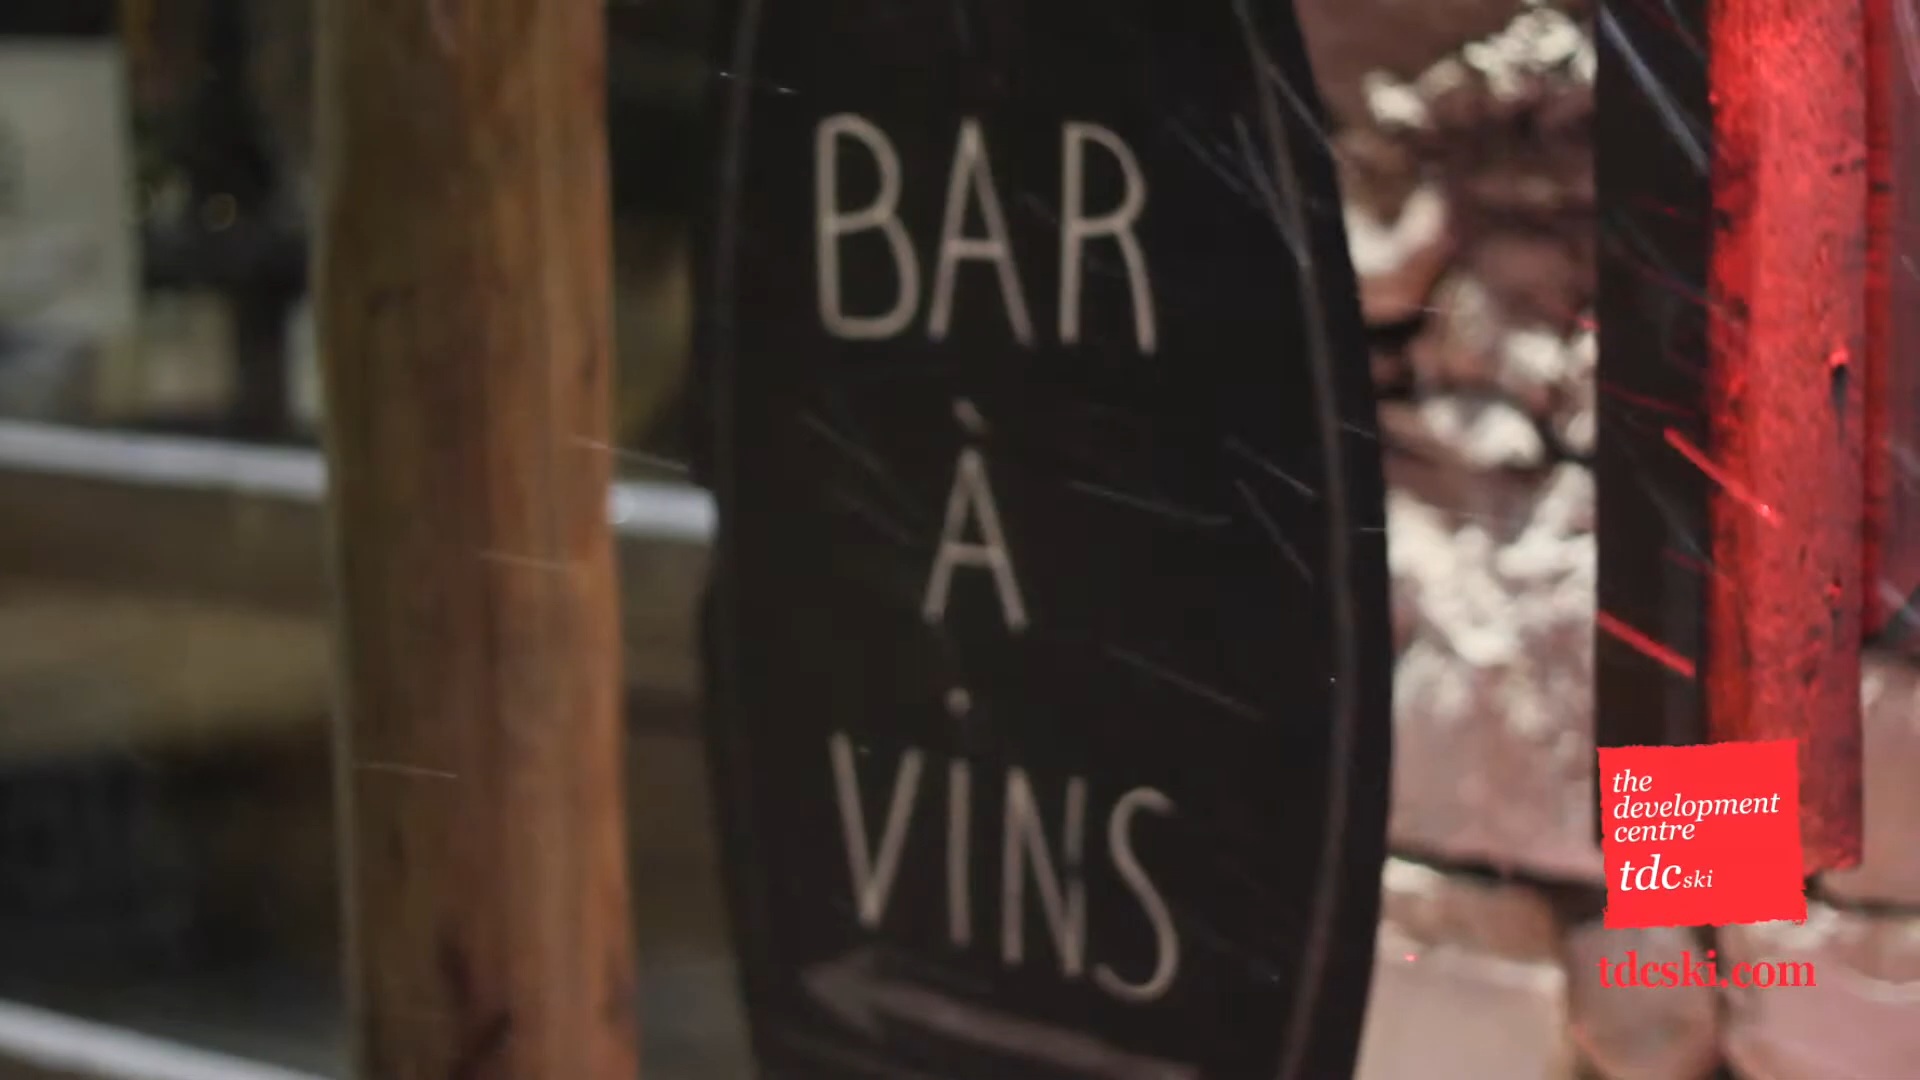 BAR
À
VINS
the
development
centre
tdcski
tdcski.com